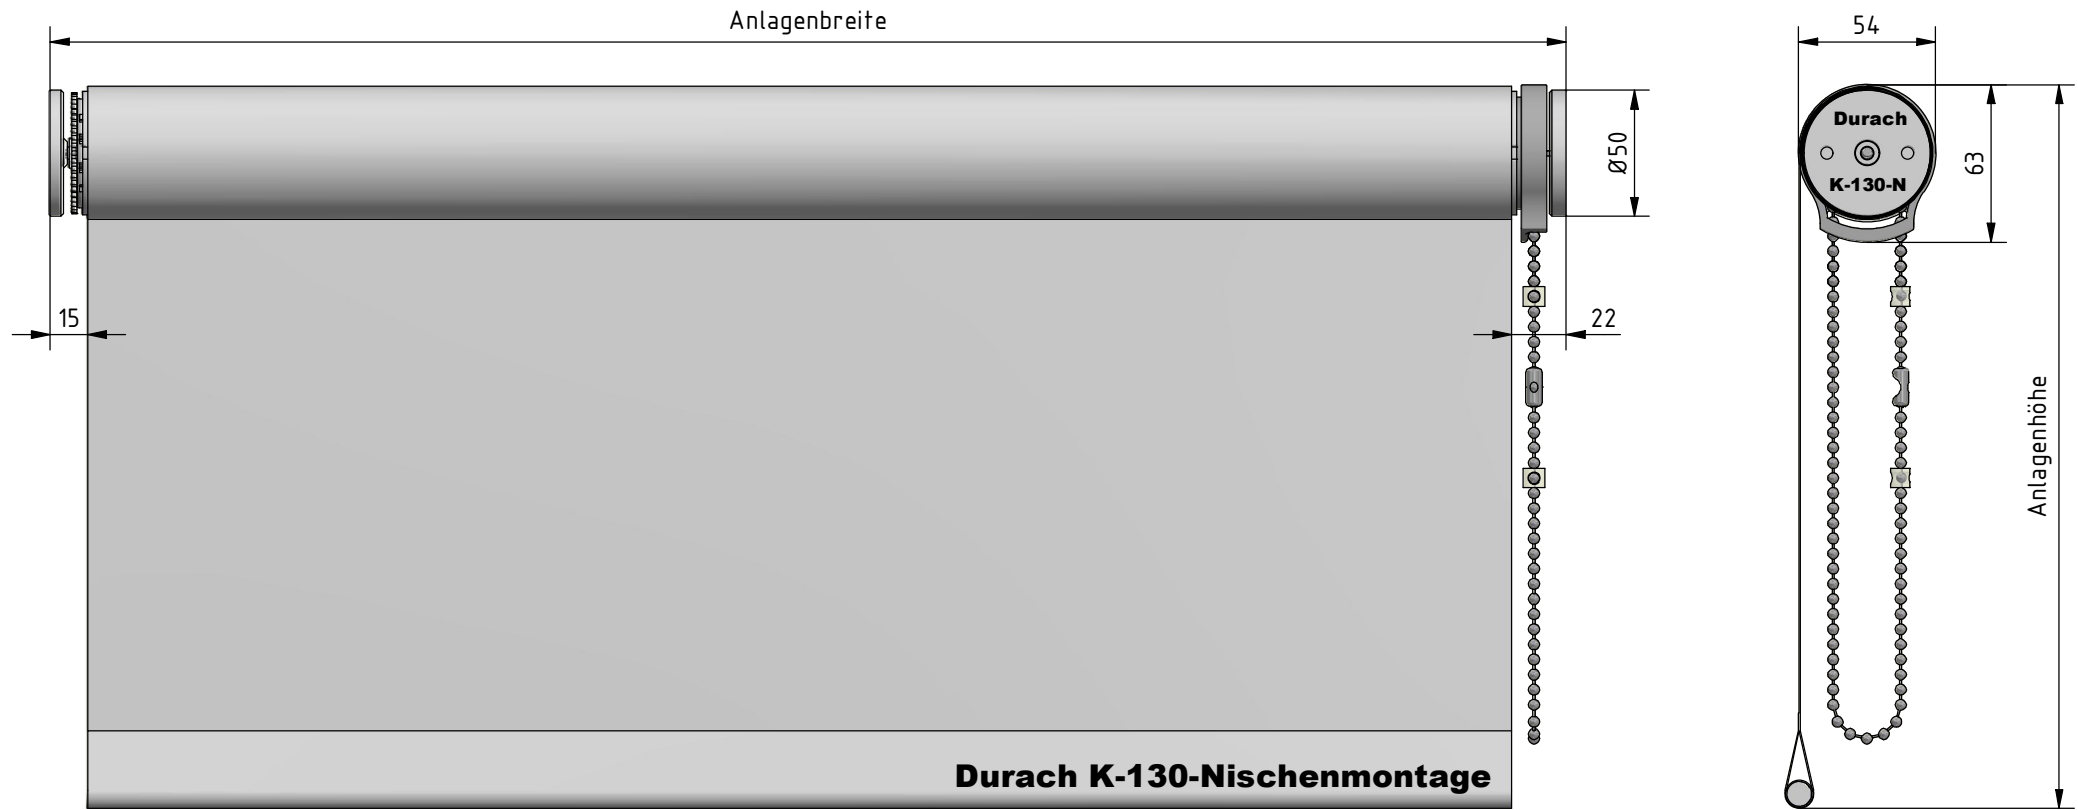 Anlagenbreite
54
Durach
K-130-N
Ø50
63
15
22
Anlagenhöhe
Durach K-130-Nischenmontage